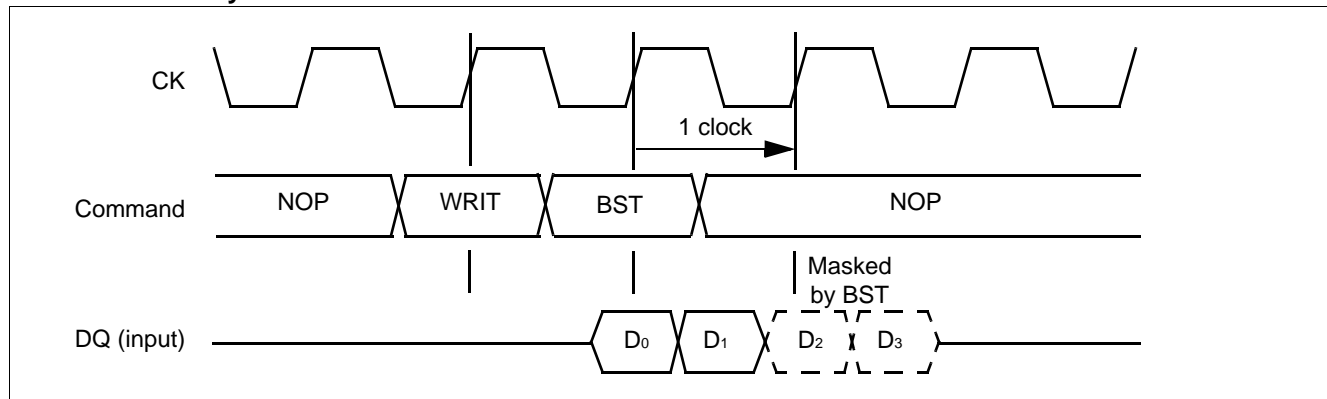 CK
1 clock
Command
NOP
WRIT
BST
NOP
Masked
by BST
DQ (input)
D0
D1
D2
D3